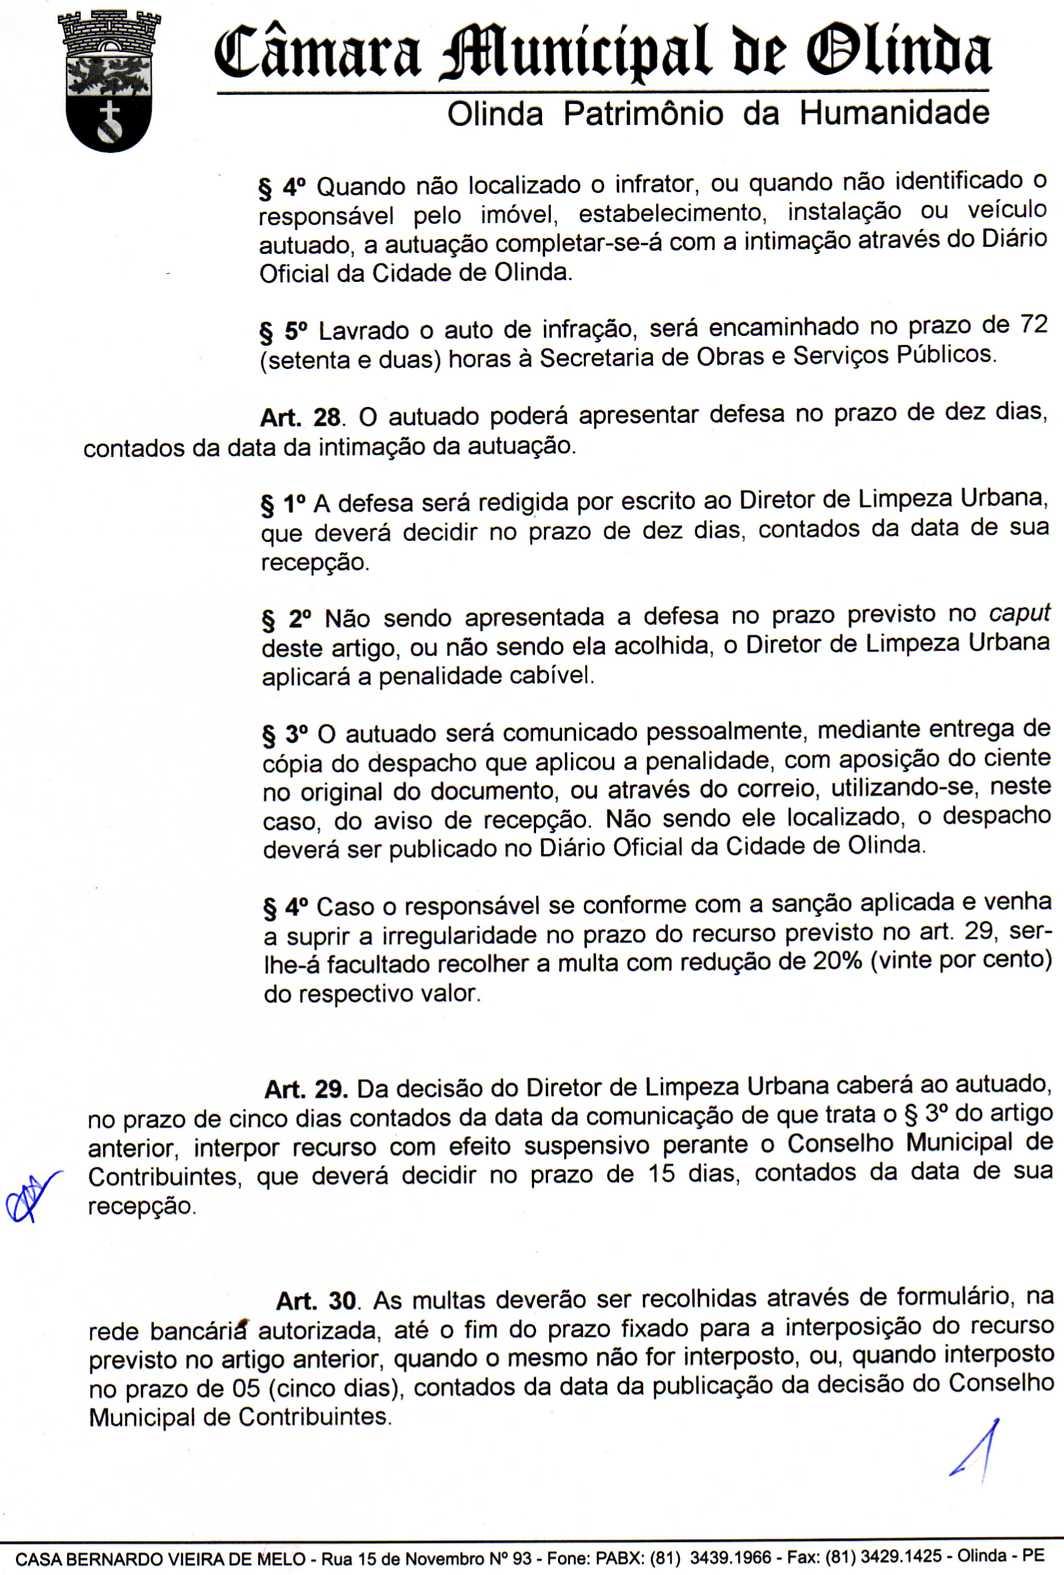 Câmara Municipal de Olinda
Olinda Patrimônio da Humanidade
§ 4º Quando não localizado o infrator, ou quando não identificado o
responsável pelo imóvel, estabelecimento, instalação ou veículo
autuado, a autuação completar-se-á com a intimação através do Diário
Oficial da Cidade de Olinda.
§ 5º Lavrado o auto de infração, será encaminhado no prazo de 72
(setenta e duas) horas à Secretaria de Obras e Serviços Públicos.
Art. 28. O autuado poderá apresentar defesa no prazo de dez dias,
contados da data da intimação da autuação.
§ 1º A defesa será redigida por escrito ao Diretor de Limpeza Urbana,
que deverá decidir no prazo de dez dias, contados da data de sua
recepção.
§ 2º Não sendo apresentada a defesa no prazo previsto no caput
deste artigo, ou não sendo ela acolhida, o Diretor de Limpeza Urbana
aplicará a penalidade cabível.
§ 3º O autuado será comunicado pessoalmente, mediante entrega de
cópia do despacho que aplicou a penalidade, com aposição do ciente
no original do documento, ou através do correio, utilizando-se, neste
caso, do aviso de recepção. Não sendo ele localizado, o despacho
deverá ser publicado no Diário Oficial da Cidade de Olinda.
§ 4º Caso o responsável se conforme com a sanção aplicada e venha
a suprir a irregularidade no prazo do recurso previsto no art. 29, ser-
lhe-á facultado recolher a multa com redução de 20% (vinte por cento)
do respectivo valor.
Art. 29. Da decisão do Diretor de Limpeza Urbana caberá ao autuado,
no prazo de cinco dias contados da data da comunicação de que trata o § 3º do artigo
anterior, interpor recurso com efeito suspensivo perante o Conselho Municipal de
Contribuintes, que deverá decidir no prazo de 15 dias, contados da data de sua
recepção.
Art. 30. As multas deverão ser recolhidas através de formulário, na
rede bancária autorizada, até o fim do prazo fixado para a interposição do recurso
previsto no artigo anterior, quando o mesmo não for interposto, ou, quando interposto
no prazo de 05 (cinco dias), contados da data da publicação da decisão do Conselho
Municipal de Contribuintes.
CASA BERNARDO VIEIRA DE MELO - Rua 15 de Novembro Nº 93 - Fone: PABX: (81) 3439.1966 - Fax: (81) 3429.1425 - Olinda - PE